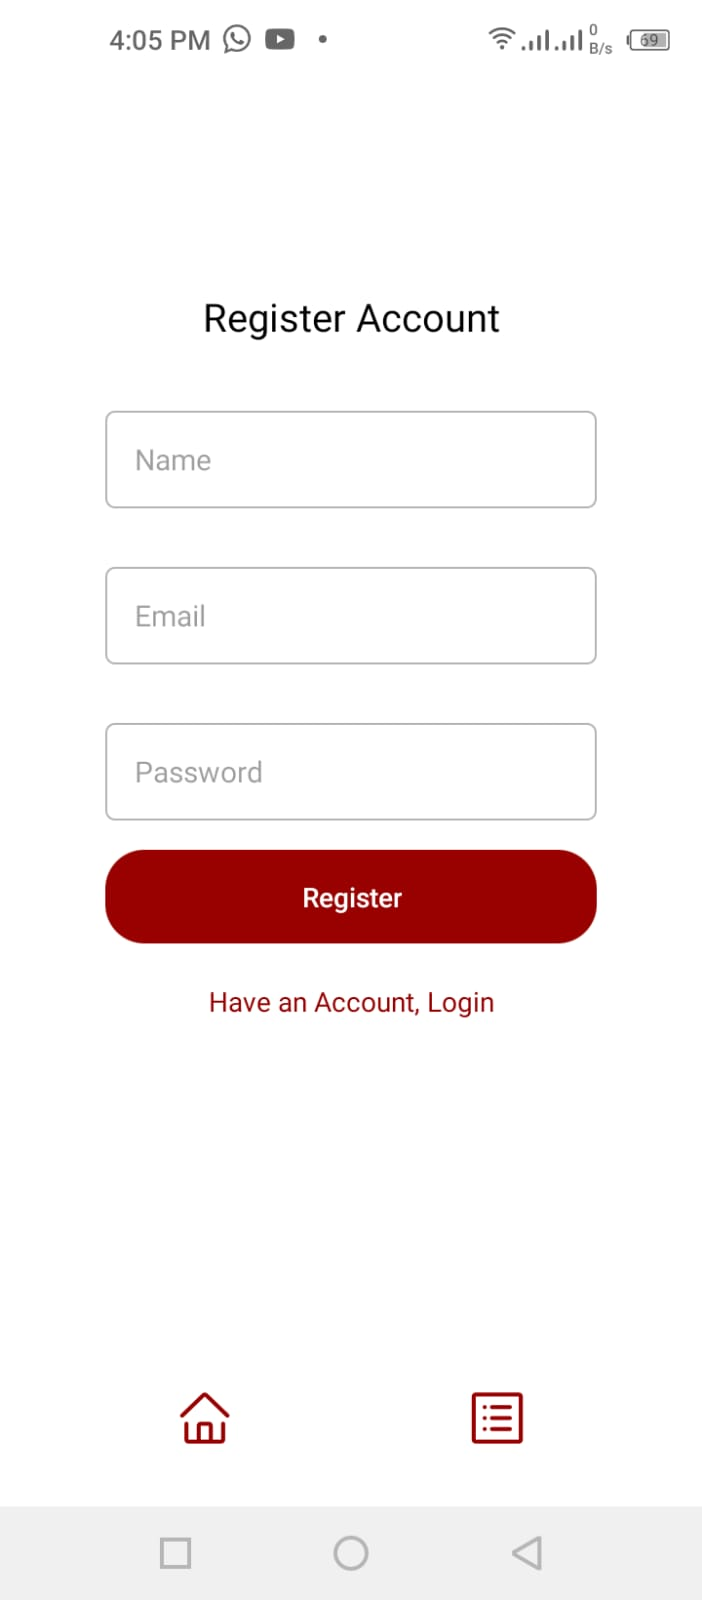 4:05 PM
0
B/s
69
Register Account
Name
Email
Password
Register
Have an Account, Login